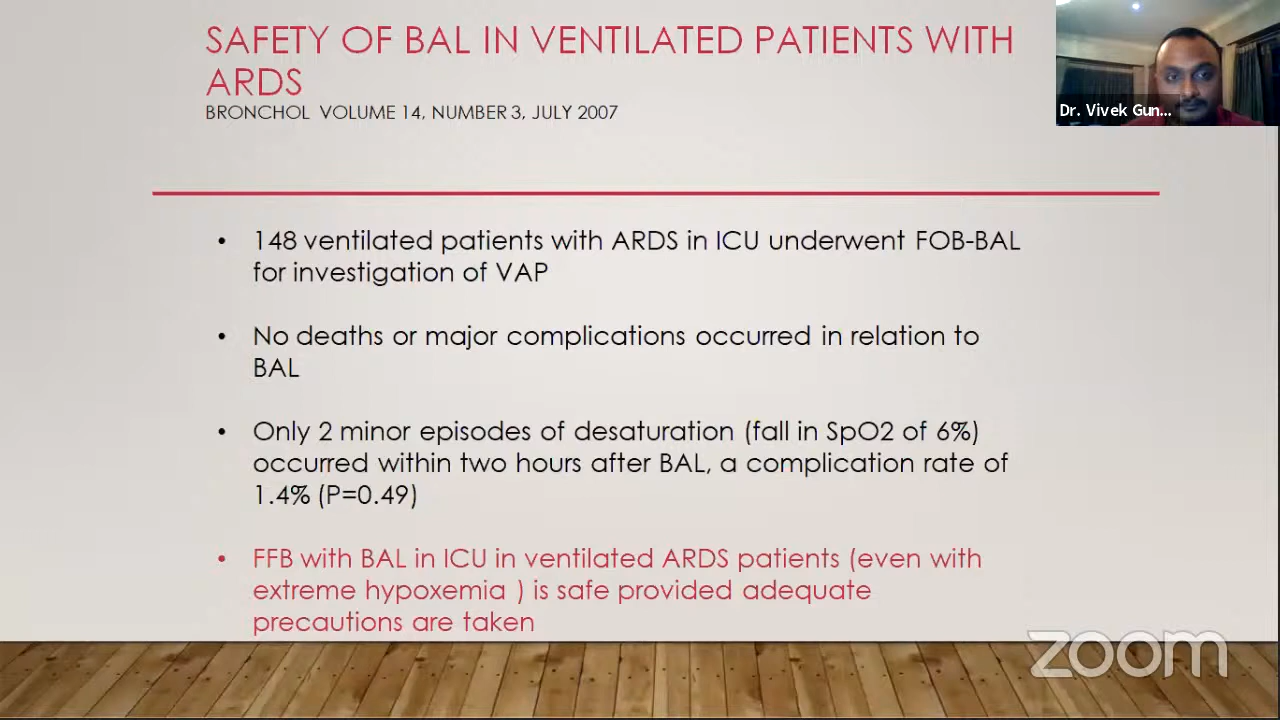 SAFETY OF BAL IN VENTILATED PATIENTS WITH
ARDS
BRONCHOL VOLUME 14, NUMBER 3, JULY 2007
Dr. Vivek Gun...
• 148 ventilated patients with ARDS in ICU underwent FOB-BAL
for investigation of VAP
• No deaths or major complications occurred in relation to
BAL
• Only 2 minor episodes of desaturation (fall in SpO2 of 6%)
occurred within two hours after BAL, a complication rate of
1.4% (P=0.49)
• FFB with BAL in ICU in ventilated ARDS patients (even with
extreme hypoxemia ) is safe provided adequate
precautions are taken
zoom